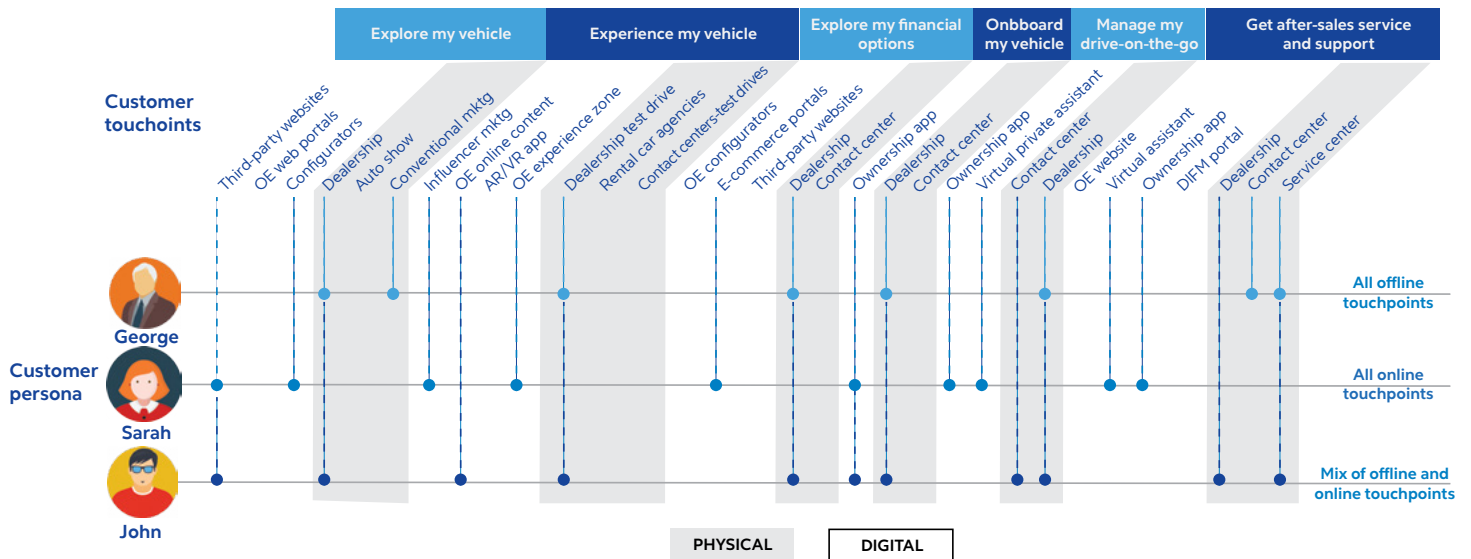 Explore my vehicle
Experience my vehicle
Explore my financial
options
Onbboard
my vehicle
Manage my
drive-on-the-go
Get after-sales service
and support
Customer
touchoints
Third-party websites
OE web portals
Configurators
Dealership
Auto show
Conventional mktg
Influencer mktg
OE online content
AR/VR app
OE experience zone
Dealership test drive
Rental car agencies
Contact centers-test drives
OE configurators
E-commerce portals
Third-party websites
Dealership
Contact center
Ownership app
Dealership
Contact center
Ownership app
Virtual private assistant
Contact center
Dealership
OE website
Virtual assistant
Ownership app
DIFM portal
Dealership
Contact center
Service center
George
All offline
touchpoints
Customer
persona
Sarah
All online
touchpoints
John
Mix of offline and
online touchpoints
PHYSICAL
DIGITAL